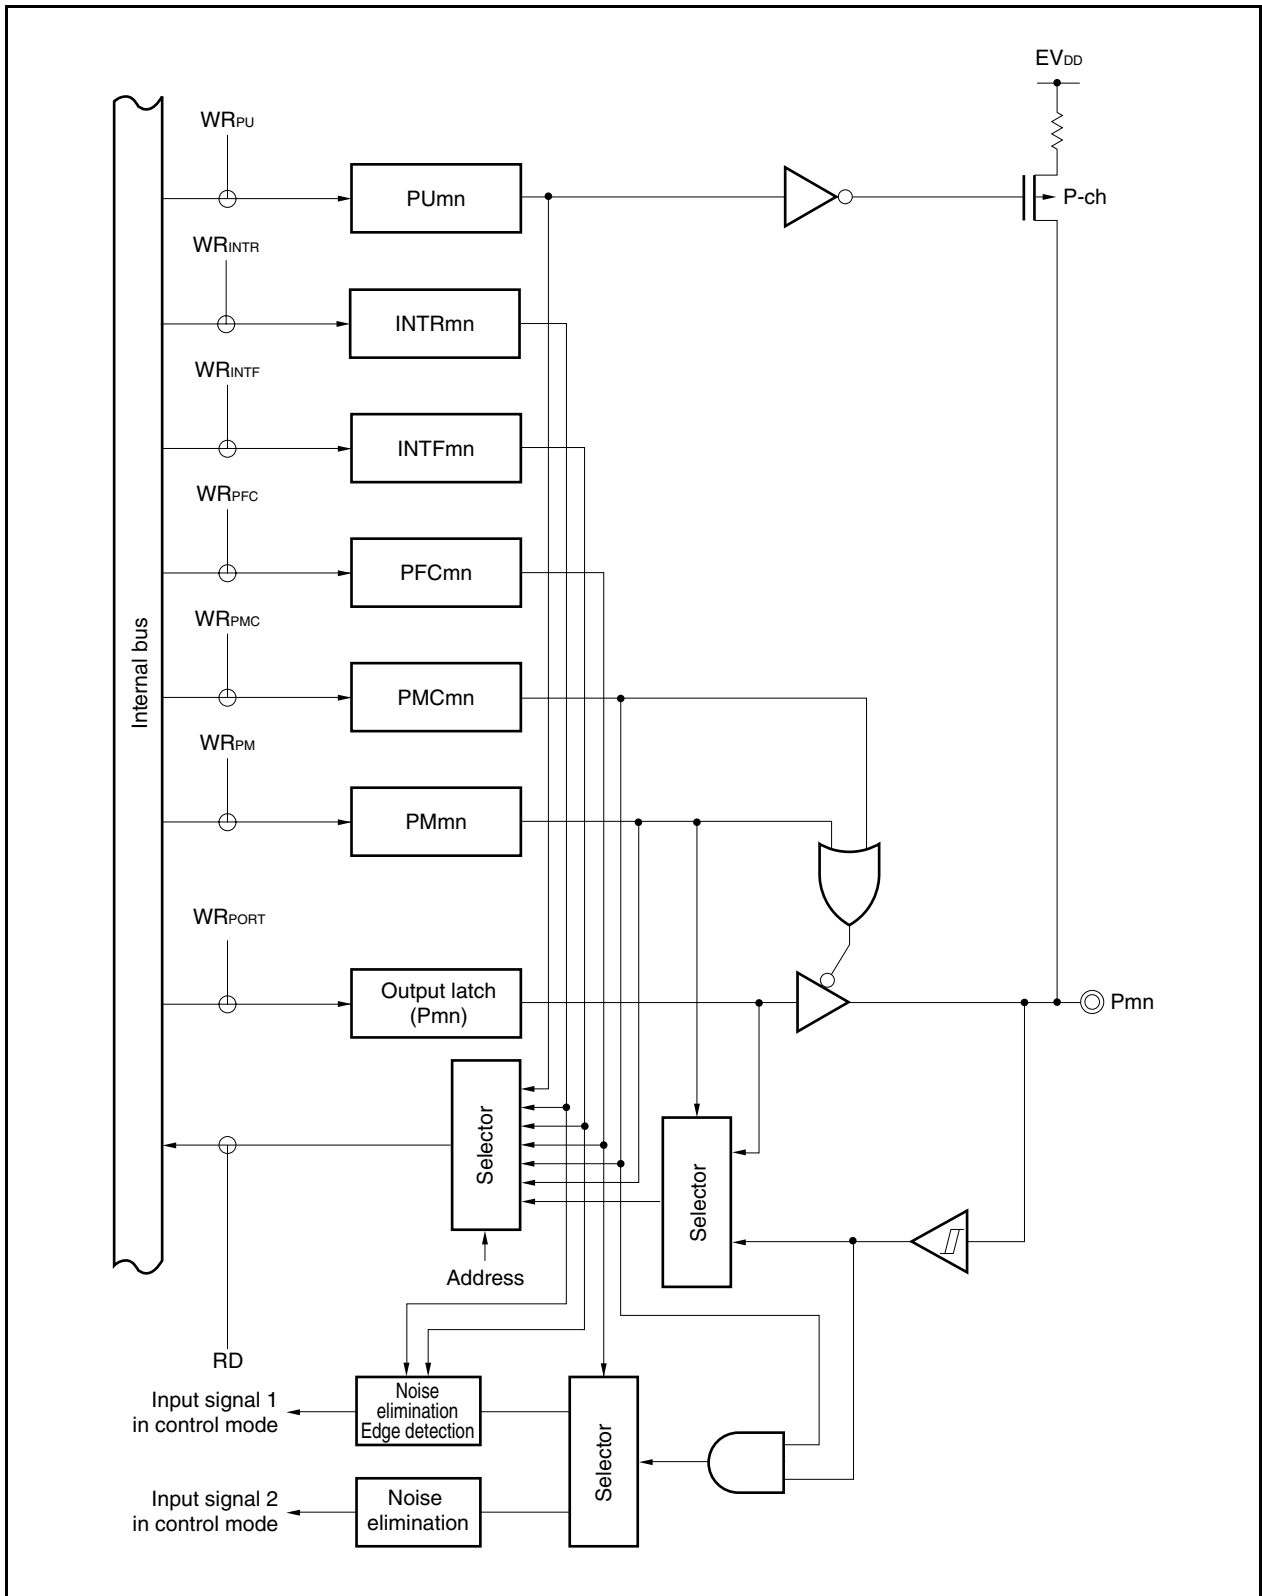 EVDD
WRPU
PUmn
P-ch
WRINTR
INTRmn
WRINTF
INTFmn
WRPFC
PFCmn
WRPMC
PMCmn
Internal bus
WRPM
PMmn
WRPORT
Output latch
(Pmn)
Pmn
Selector
Selector
Address
RD
Input signal 1
in control mode
Noise
elimination
Edge detection
Selector
Input signal 2
in control mode
Noise
elimination